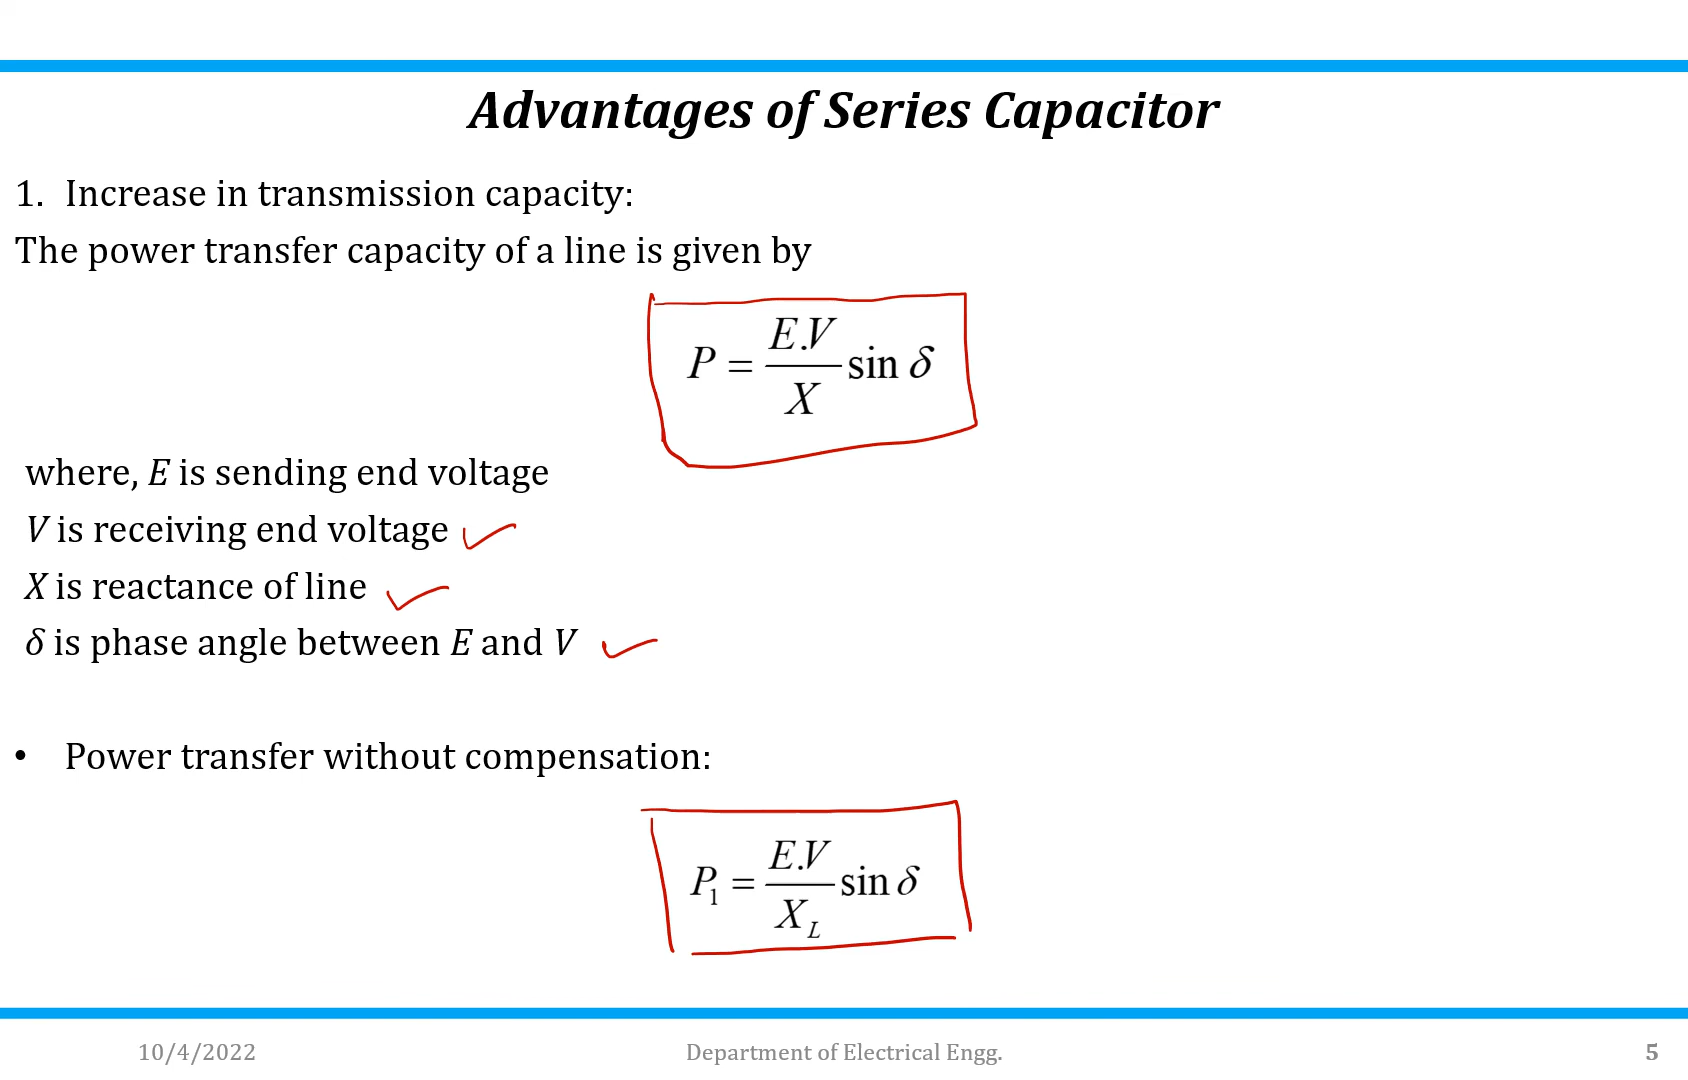 Advantages of Series Capacitor
1. Increase in transmission capacity:
The power transfer capacity of a line is given by
P = E.V / X sin δ
where, E is sending end voltage
V is receiving end voltage
X is reactance of line
δ is phase angle between E and V
• Power transfer without compensation:
P₁ = E.V / X_L sin δ
10/4/2022 Department of Electrical Engg. 5